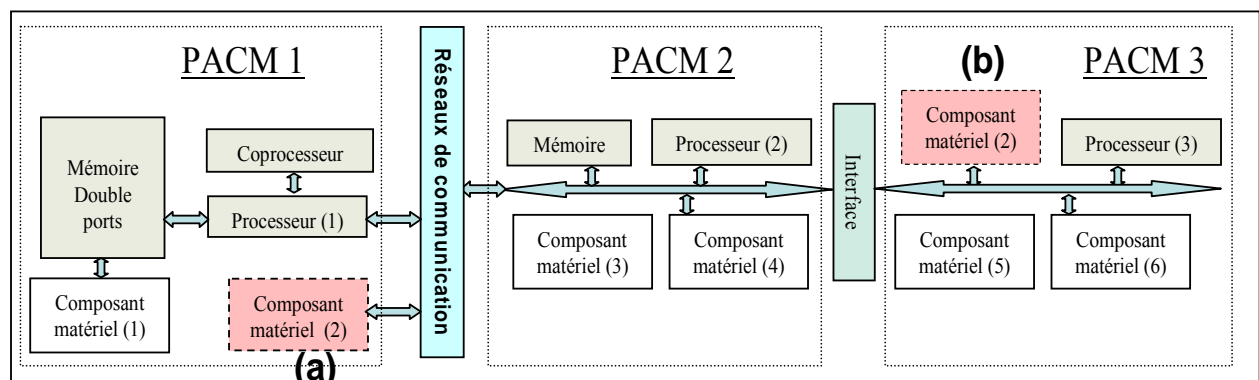 PACM 1
Mémoire
Double
ports
Coprocesseur
Processeur (1)
Composant
matériel (1)
Composant
matériel (2)
(a)
Réseaux de communication
PACM 2
Mémoire
Processeur (2)
Composant
matériel (3)
Composant
matériel (4)
Interface
(b)
PACM 3
Composant
matériel (2)
Processeur (3)
Composant
matériel (5)
Composant
matériel (6)